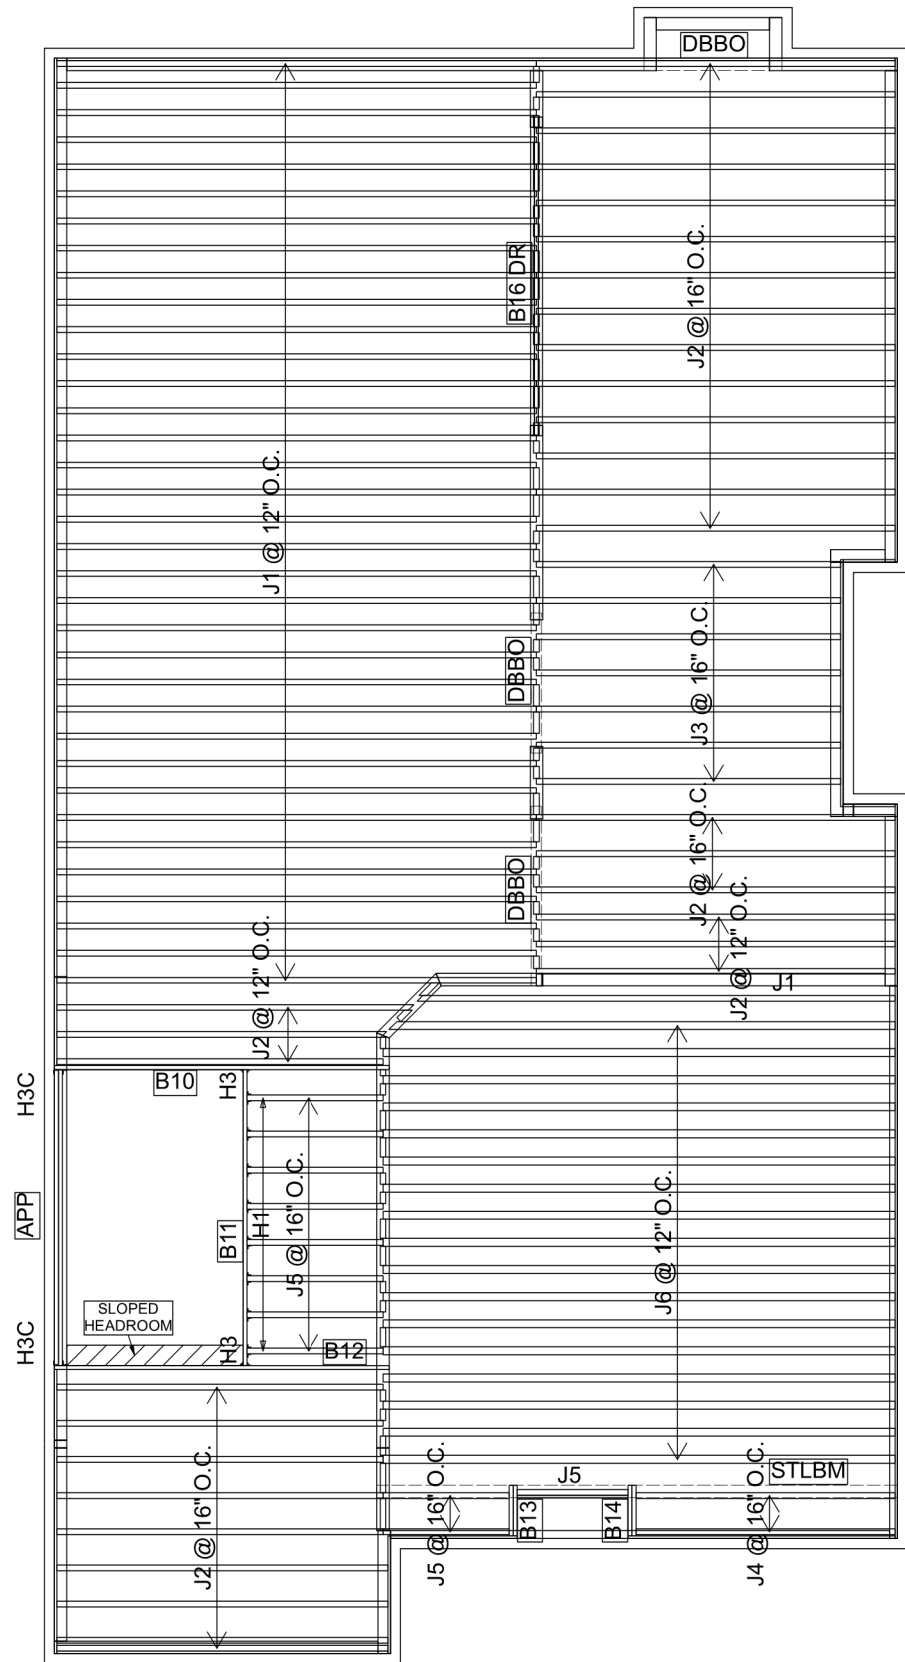 DBBO
B16 DR
J2 @ 16" O.C.
J1 @ 12" O.C.
DBBO
J3 @ 16" O.C.
J2 @ 16" O.C.
DBBO
J2 @ 12" O.C.
J2 @ 12" O.C.
J1
H3C
B10
H3
APP
B11
H1
J5 @ 16" O.C.
J6 @ 12" O.C.
SLOPED
HEADROOM
H3C
H3
B12
J2 @ 16" O.C.
J5 @ 16" O.C.
J5
B13
B14
STLBM
J4 @ 16" O.C.